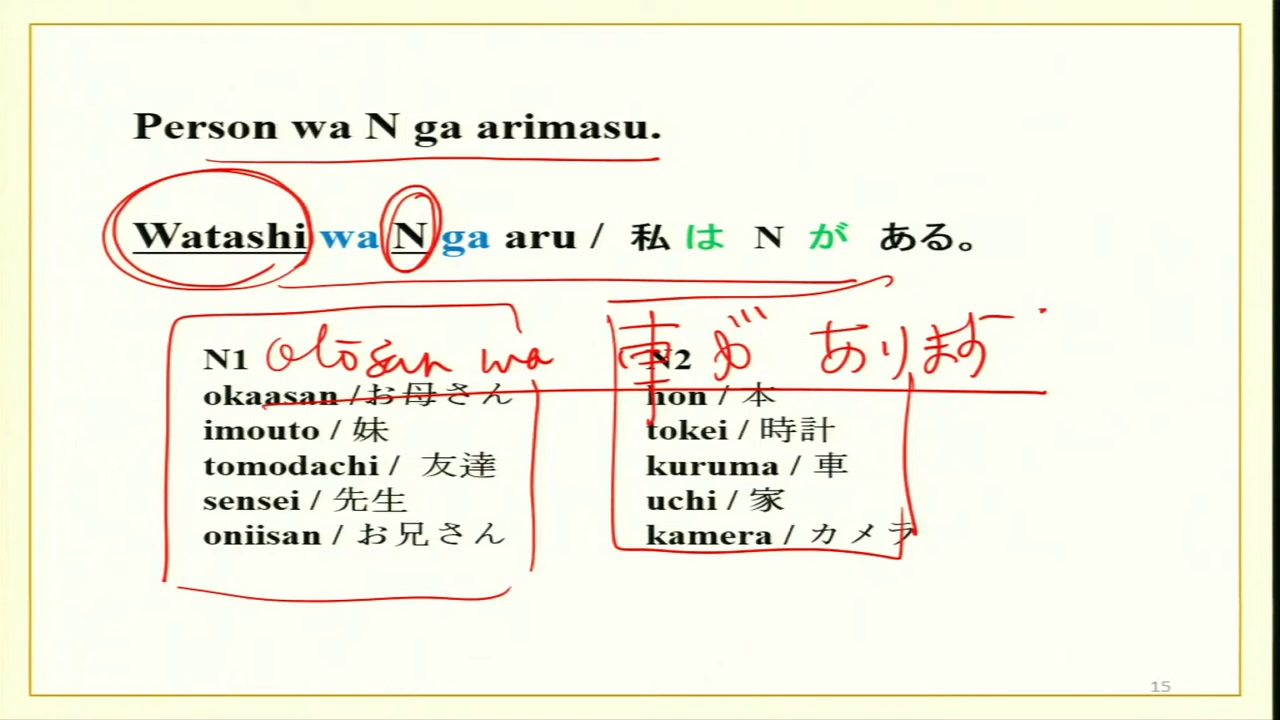 Person wa N ga arimasu.
Watashi wa N ga aru / 私 は N が ある。
N1 otōsan wa N2 車が あります.
okaasan / お母さん hon / 本
imouto / 妹 tokei / 時計
tomodachi / 友達 kuruma / 車
sensei / 先生 uchi / 家
oniisan / お兄さん kamera / カメラ
15